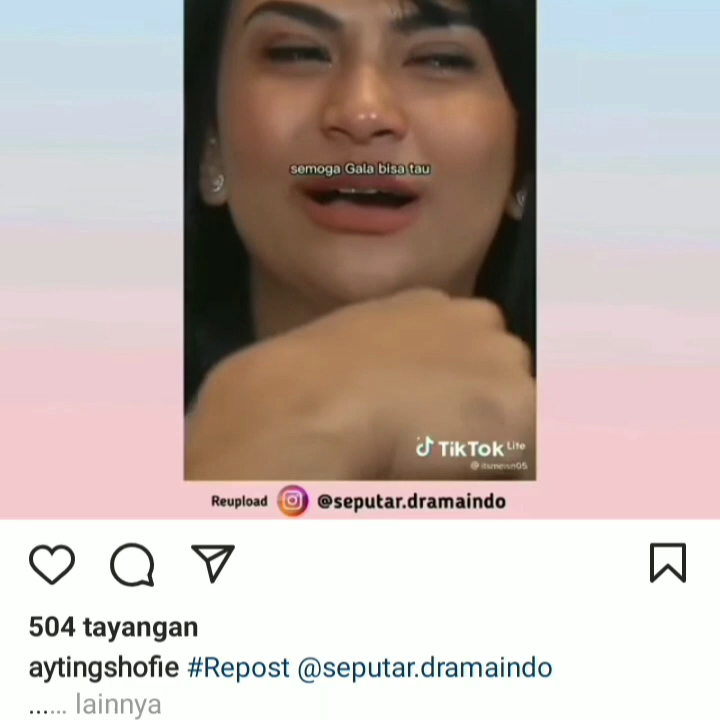 semoga Gala bisa tau
TikTok Lite
Reupload @seputar.dramaindo
504 tayangan
aytingshofie #Repost @seputar.dramaindo
...... lainnya